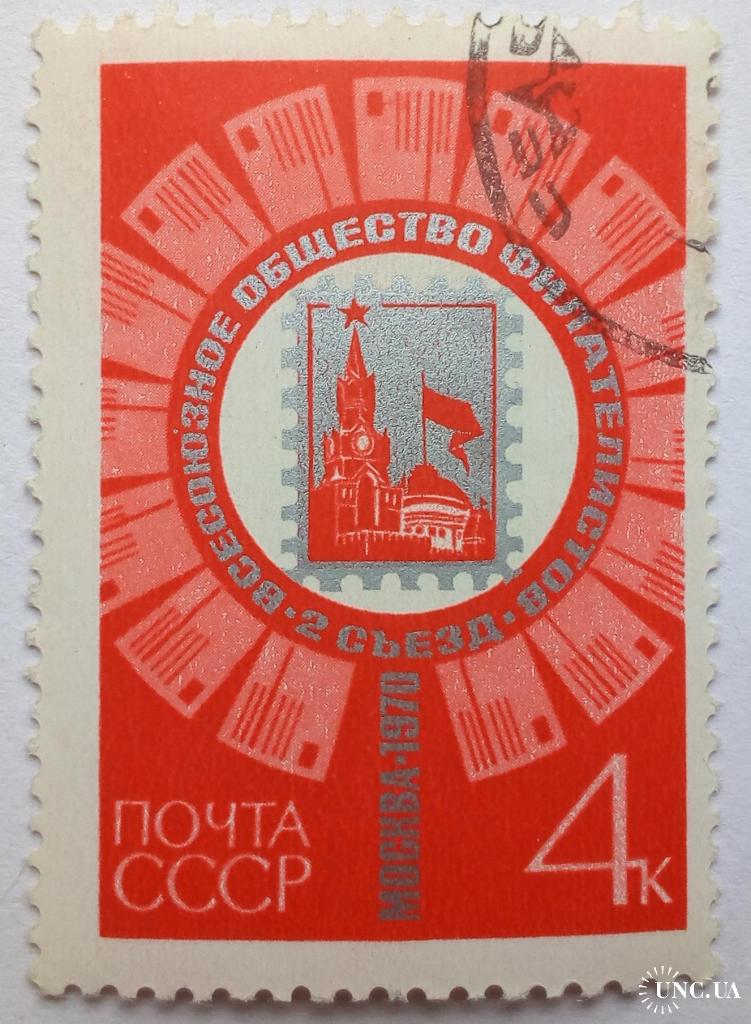 ВСЕСОЮЗНОЕ ОБЩЕСТВО ФИЛАТЕЛИСТОВ
• 2 СЪЕЗД •
МОСКВА • 1970
ПОЧТА
СССР
4к
UNC.UA